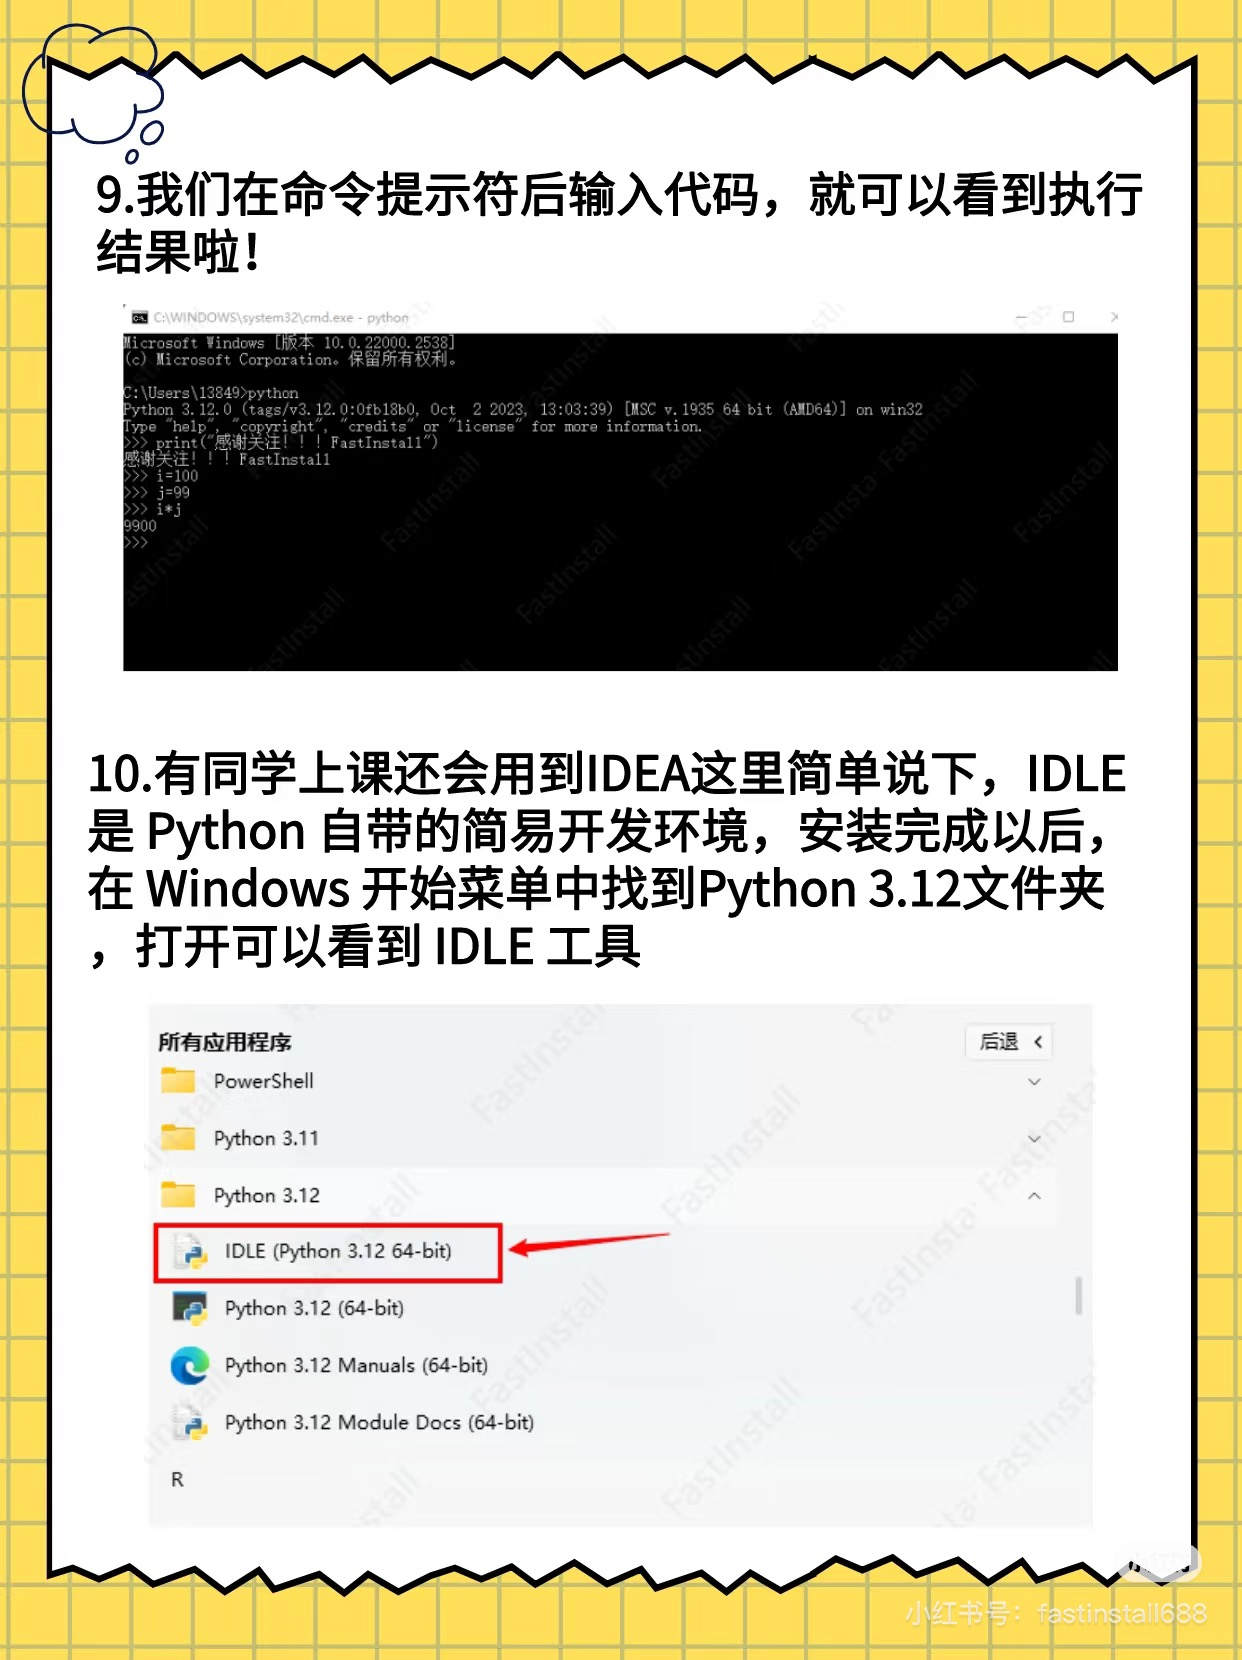 9.我们在命令提示符后输入代码，就可以看到执行
结果啦！
C:\WINDOWS\system32\cmd.exe - python
Microsoft Windows [版本 10.0.22000.2538]
(c) Microsoft Corporation。保留所有权利。
C:\Users\13849>python
Python 3.12.0 (tags/v3.12.0:0fb18b0, Oct  2 2023, 13:03:39) [MSC v.1935 64 bit (AMD64)] on win32
Type "help", "copyright", "credits" or "license" for more information.
>>> print("感谢关注！！！FastInstall")
感谢关注！！！FastInstall
>>> i=100
>>> j=99
>>> i*j
9900
>>>
10.有同学上课还会用到IDEA这里简单说下，IDLE
是 Python 自带的简易开发环境，安装完成以后，
在 Windows 开始菜单中找到Python 3.12文件夹
，打开可以看到 IDLE 工具
所有应用程序
后退
PowerShell
Python 3.11
Python 3.12
IDLE (Python 3.12 64-bit)
Python 3.12 (64-bit)
Python 3.12 Manuals (64-bit)
Python 3.12 Module Docs (64-bit)
R
小红书号：fastinstall688